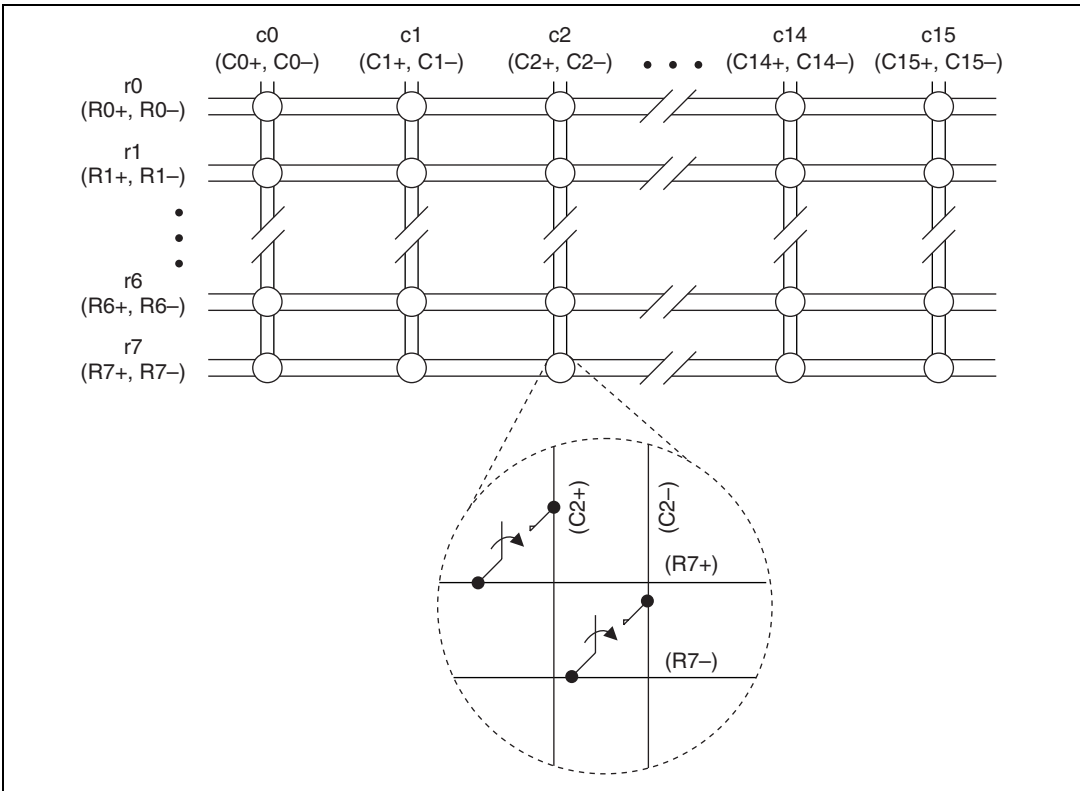 c0 c1 c2 c14 c15
(C0+, C0–) (C1+, C1–) (C2+, C2–) • • • (C14+, C14–) (C15+, C15–)
r0
(R0+, R0–)
r1
(R1+, R1–)
r6
(R6+, R6–)
r7
(R7+, R7–)
(C2+)
(C2–)
(R7+)
(R7–)